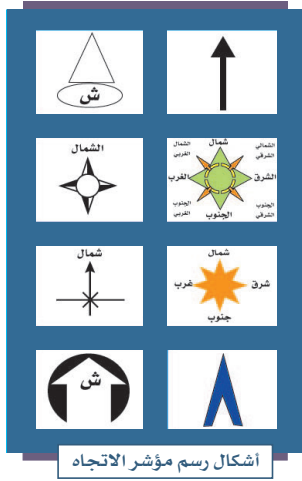 ش
الشمال
شمال
الشمالي
الشرقي
الشمال
الغربي
الشرق
الغرب
الجنوب
الشرقي
الجنوب
الغربي
الجنوب
شمال
شمال
شرق
غرب
جنوب
ش
أشكال رسم مؤشر الاتجاه